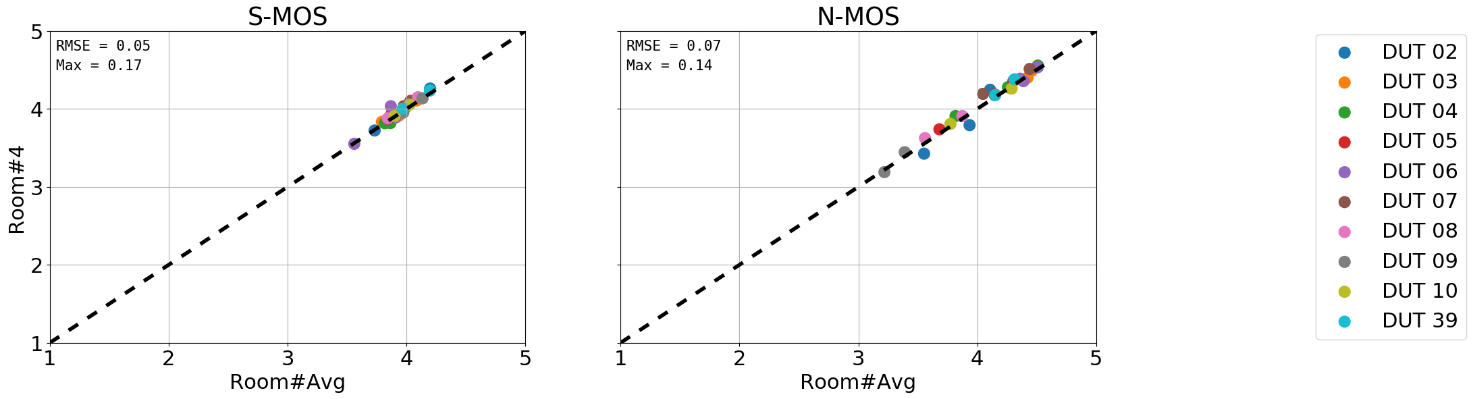 S-MOS
RMSE = 0.05
Max = 0.17
5
4
3
2
1
Room#4
1 2 3 4 5
Room#Avg
N-MOS
RMSE = 0.07
Max = 0.14
1 2 3 4 5
Room#Avg
DUT 02
DUT 03
DUT 04
DUT 05
DUT 06
DUT 07
DUT 08
DUT 09
DUT 10
DUT 39